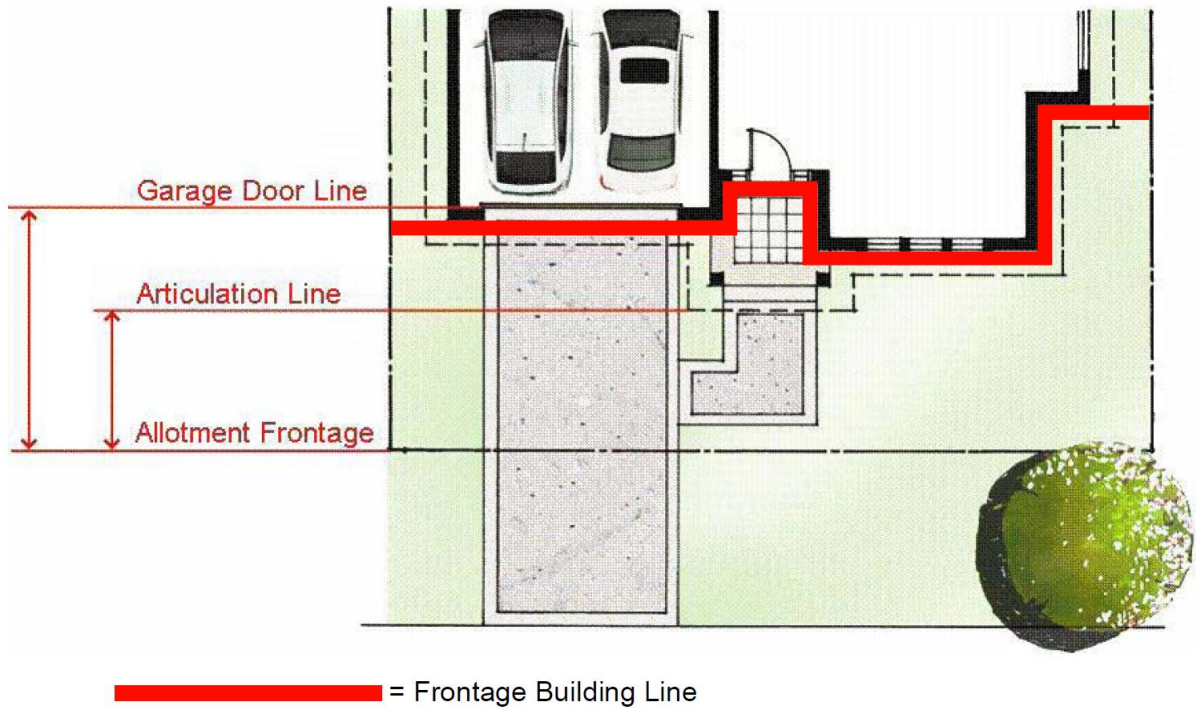 Garage Door Line
Articulation Line
Allotment Frontage
= Frontage Building Line